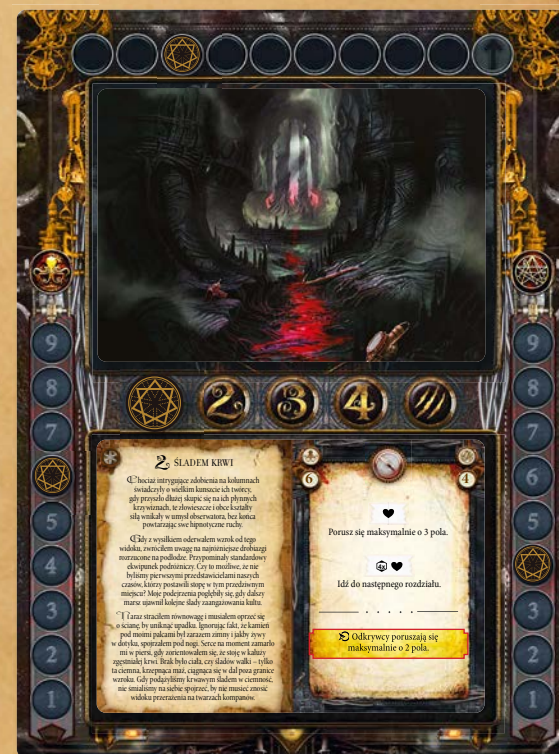 2
3
4
9
8
7
5
4
3
2
1
9
8
7
6
4
3
2
1
2. ŚLADEM KRWI
Chociaż intrygujące zdobienia na kolumnach
świadczyły o wielkim kunszcie ich twórcy,
gdy przyszło dłużej skupić się na ich płynnych
krzywiznach, te złowieszcze i obce kształty
siłą wnikały w umysł obserwatora, bez końca
powtarzając swe hipnotyczne ruchy.
Gdy z wysiłkiem oderwałem wzrok od tego
widoku, zwróciłem uwagę na najróżniejsze drobiazgi
rozrzucone na podłodze. Przypominały standardowy
ekwipunek podróżniczy. Czy to możliwe, że nie
byliśmy pierwszymi przedstawicielami naszych
czasów, którzy postawili stopę w tym przedziwnym
miejscu? Moje podejrzenia pogłębiły się, gdy dalszy
marsz ujawnił kolejne ślady zaangażowania kultu.
Zaraz straciłem równowagę i musiałem oprzeć się
o ścianę, by uniknąć upadku. Ignorując fakt, że kamień
pod moimi palcami był zarazem zimny i jakby żywy
w dotyku, spojrzałem pod nogi. Serce na moment zamarło
mi w piersi, gdy zorientowałem się, że stoję w kałuży
zgęstniałej krwi. Brak było ciała, czy śladów walki – tylko
ta ciemna, krzepnąca maź, ciągnąca się w dal poza granice
wzroku. Gdy podążyliśmy krwawym śladem w ciemność,
nie śmialiśmy na siebie spojrzeć, by nie musieć znosić
widoku przerażenia na twarzach kompanów.
6
4
Porusz się maksymalnie o 3 pola.
4x
Idź do następnego rozdziału.
Odkrywcy poruszają się
maksymalnie o 2 pola.